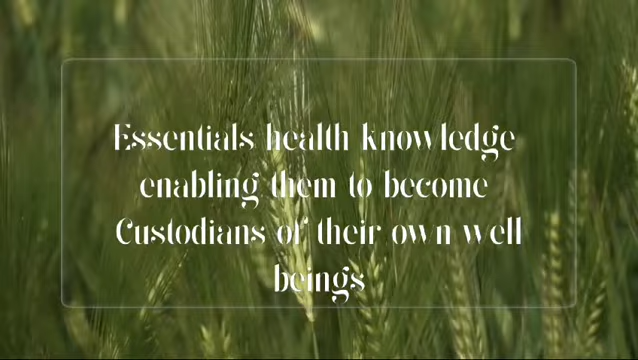 Essentials health knowledge
enabling them to become
Custodians of their own well
beings